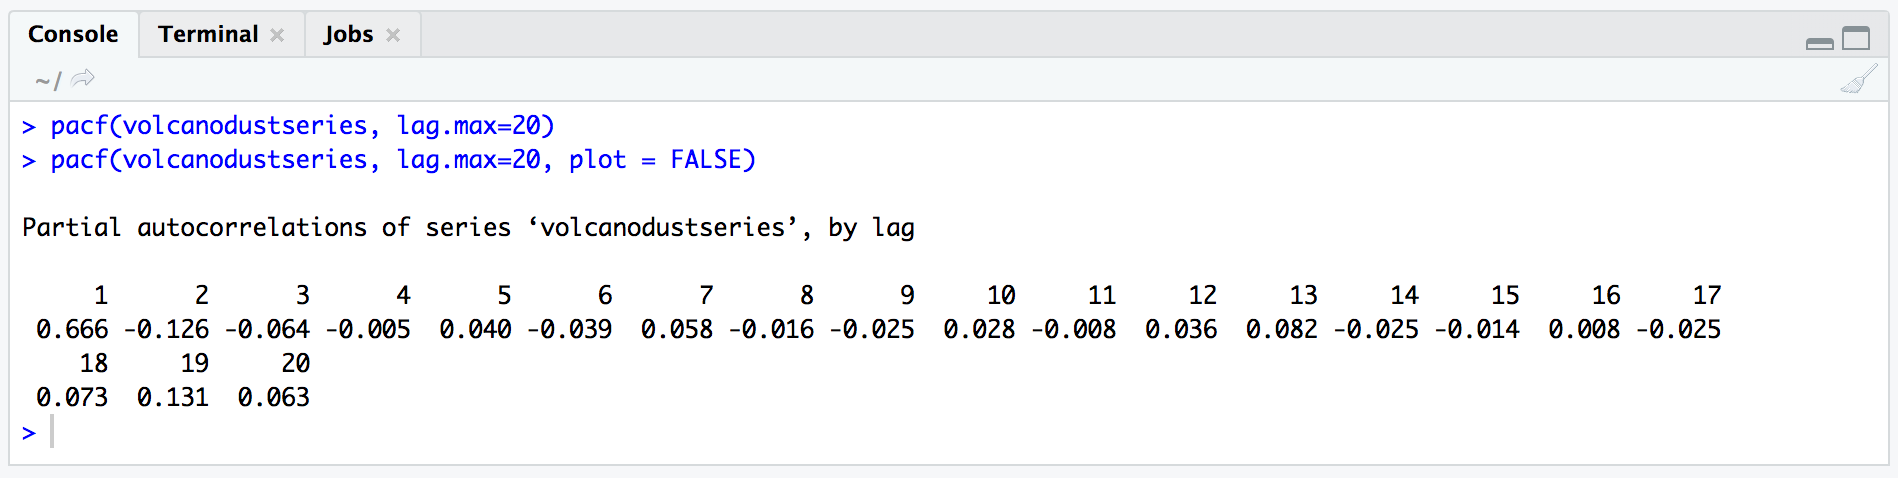 Console Terminal Jobs
~/
> pacf(volcanodustseries, lag.max=20)
> pacf(volcanodustseries, lag.max=20, plot = FALSE)
Partial autocorrelations of series ‘volcanodustseries’, by lag
1 2 3 4 5 6 7 8 9 10 11 12 13 14 15 16 17
0.666 -0.126 -0.064 -0.005 0.040 -0.039 0.058 -0.016 -0.025 0.028 -0.008 0.036 0.082 -0.025 -0.014 0.008 -0.025
18 19 20
0.073 0.131 0.063
>